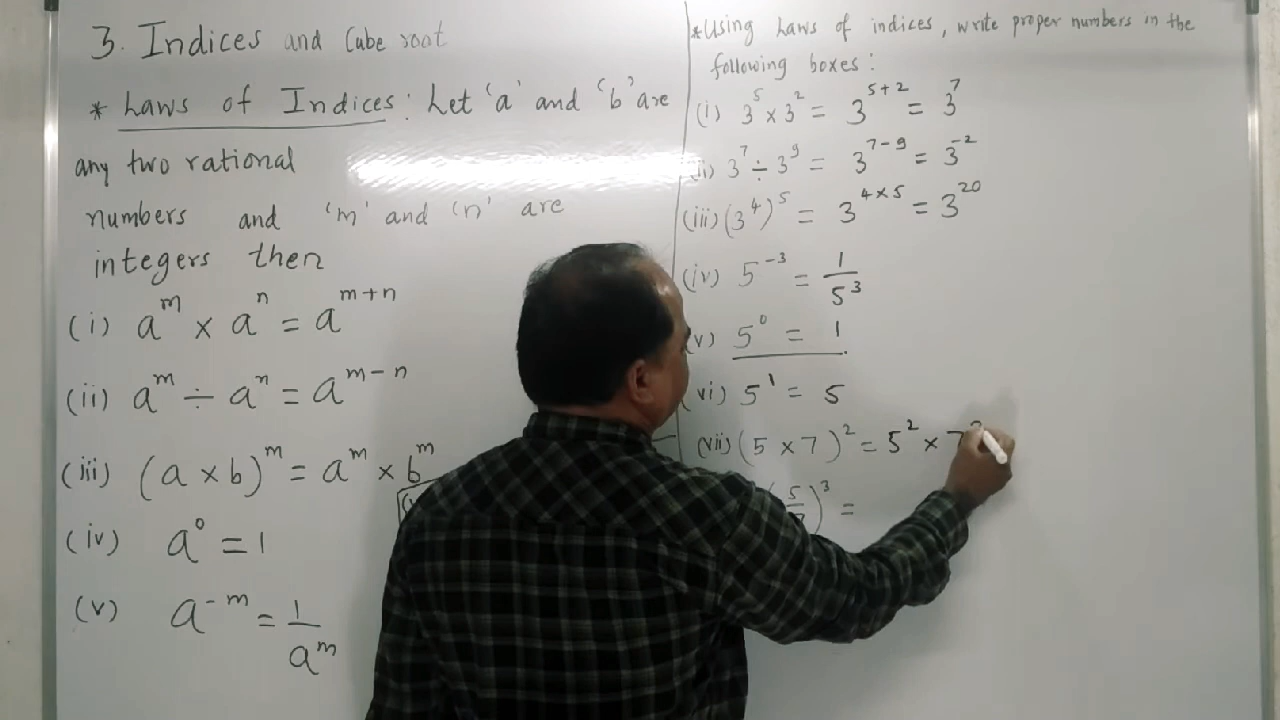 3. Indices and Cube root
* Laws of Indices : Let 'a' and 'b' are
any two rational
numbers and 'm' and 'n' are
integers then
(i) a^m × a^n = a^(m+n)
(ii) a^m ÷ a^n = a^(m-n)
(iii) (a × b)^m = a^m × b^m
(iv) a^0 = 1
(v) a^(-m) = 1/a^m
* Using Laws of indices, write proper numbers in the
following boxes :
(i) 3^5 × 3^2 = 3^(5+2) = 3^7
(ii) 3^7 ÷ 3^9 = 3^(7-9) = 3^(-2)
(iii) (3^4)^5 = 3^(4×5) = 3^20
(iv) 5^(-3) = 1/5^3
(v) 5^0 = 1.
(vi) 5^1 = 5
(vii) (5 × 7)^2 = 5^2 × 7
(5/7)^3 =